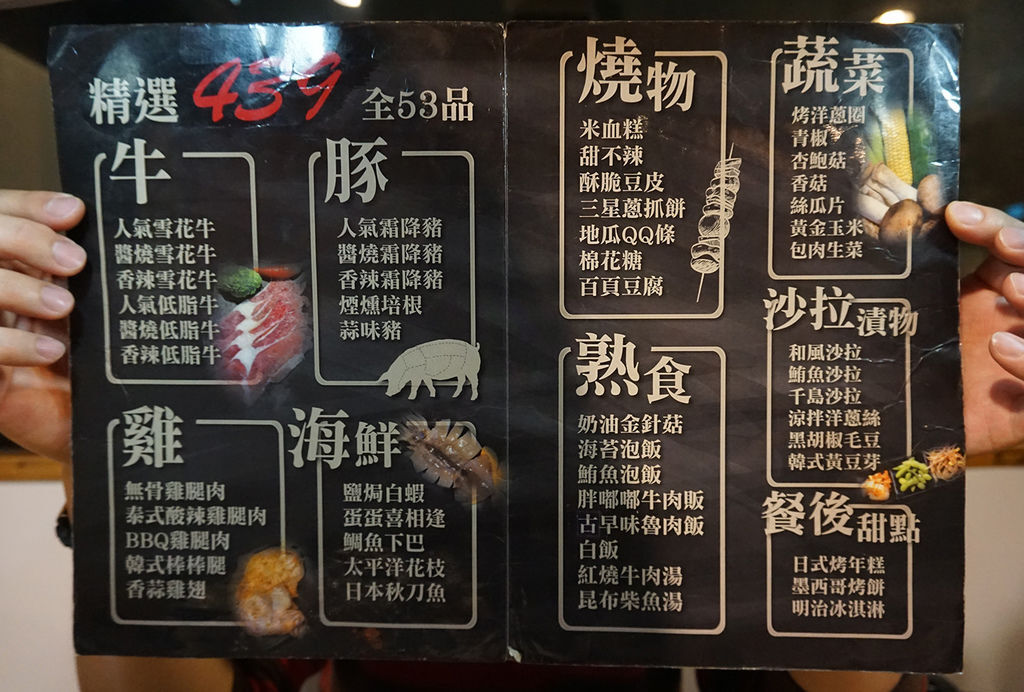 精選 439 全53品
牛
人氣雪花牛
醬燒雪花牛
香辣雪花牛
人氣低脂牛
醬燒低脂牛
香辣低脂牛
豚
人氣霜降豬
醬燒霜降豬
香辣霜降豬
煙燻培根
蒜味豬
雞
無骨雞腿肉
泰式酸辣雞腿肉
BBQ雞腿肉
韓式棒棒腿
香蒜雞翅
海鮮
鹽焗白蝦
蛋蛋喜相逢
鯛魚下巴
太平洋花枝
日本秋刀魚
燒物
米血糕
甜不辣
酥脆豆皮
三星蔥抓餅
地瓜QQ條
棉花糖
百頁豆腐
熟食
奶油金針菇
海苔泡飯
鮪魚泡飯
胖嘟嘟牛肉販
古早味魯肉飯
白飯
紅燒牛肉湯
昆布柴魚湯
蔬菜
烤洋蔥圈
青椒
杏鮑菇
香菇
絲瓜片
黃金玉米
包肉生菜
沙拉漬物
和風沙拉
鮪魚沙拉
千島沙拉
涼拌洋蔥絲
黑胡椒毛豆
韓式黃豆芽
餐後甜點
日式烤年糕
墨西哥烤餅
明治冰淇淋